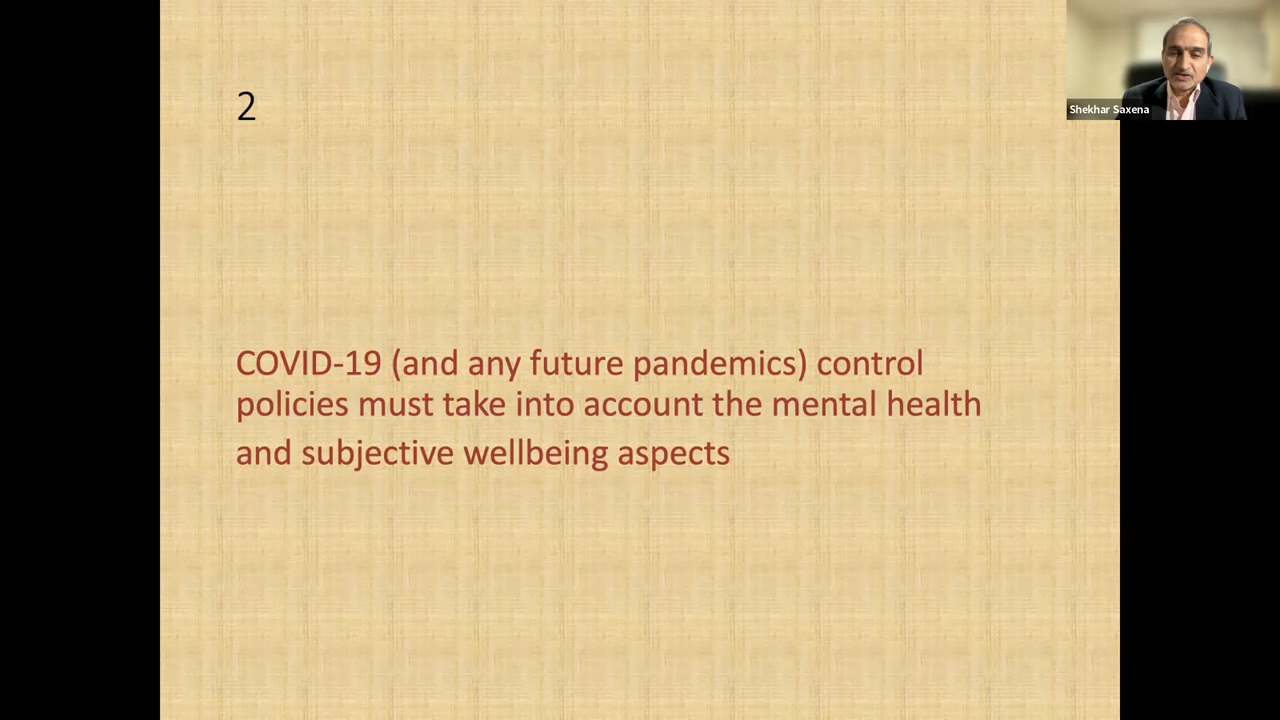 2
Shekhar Saxena
COVID-19 (and any future pandemics) control
policies must take into account the mental health
and subjective wellbeing aspects